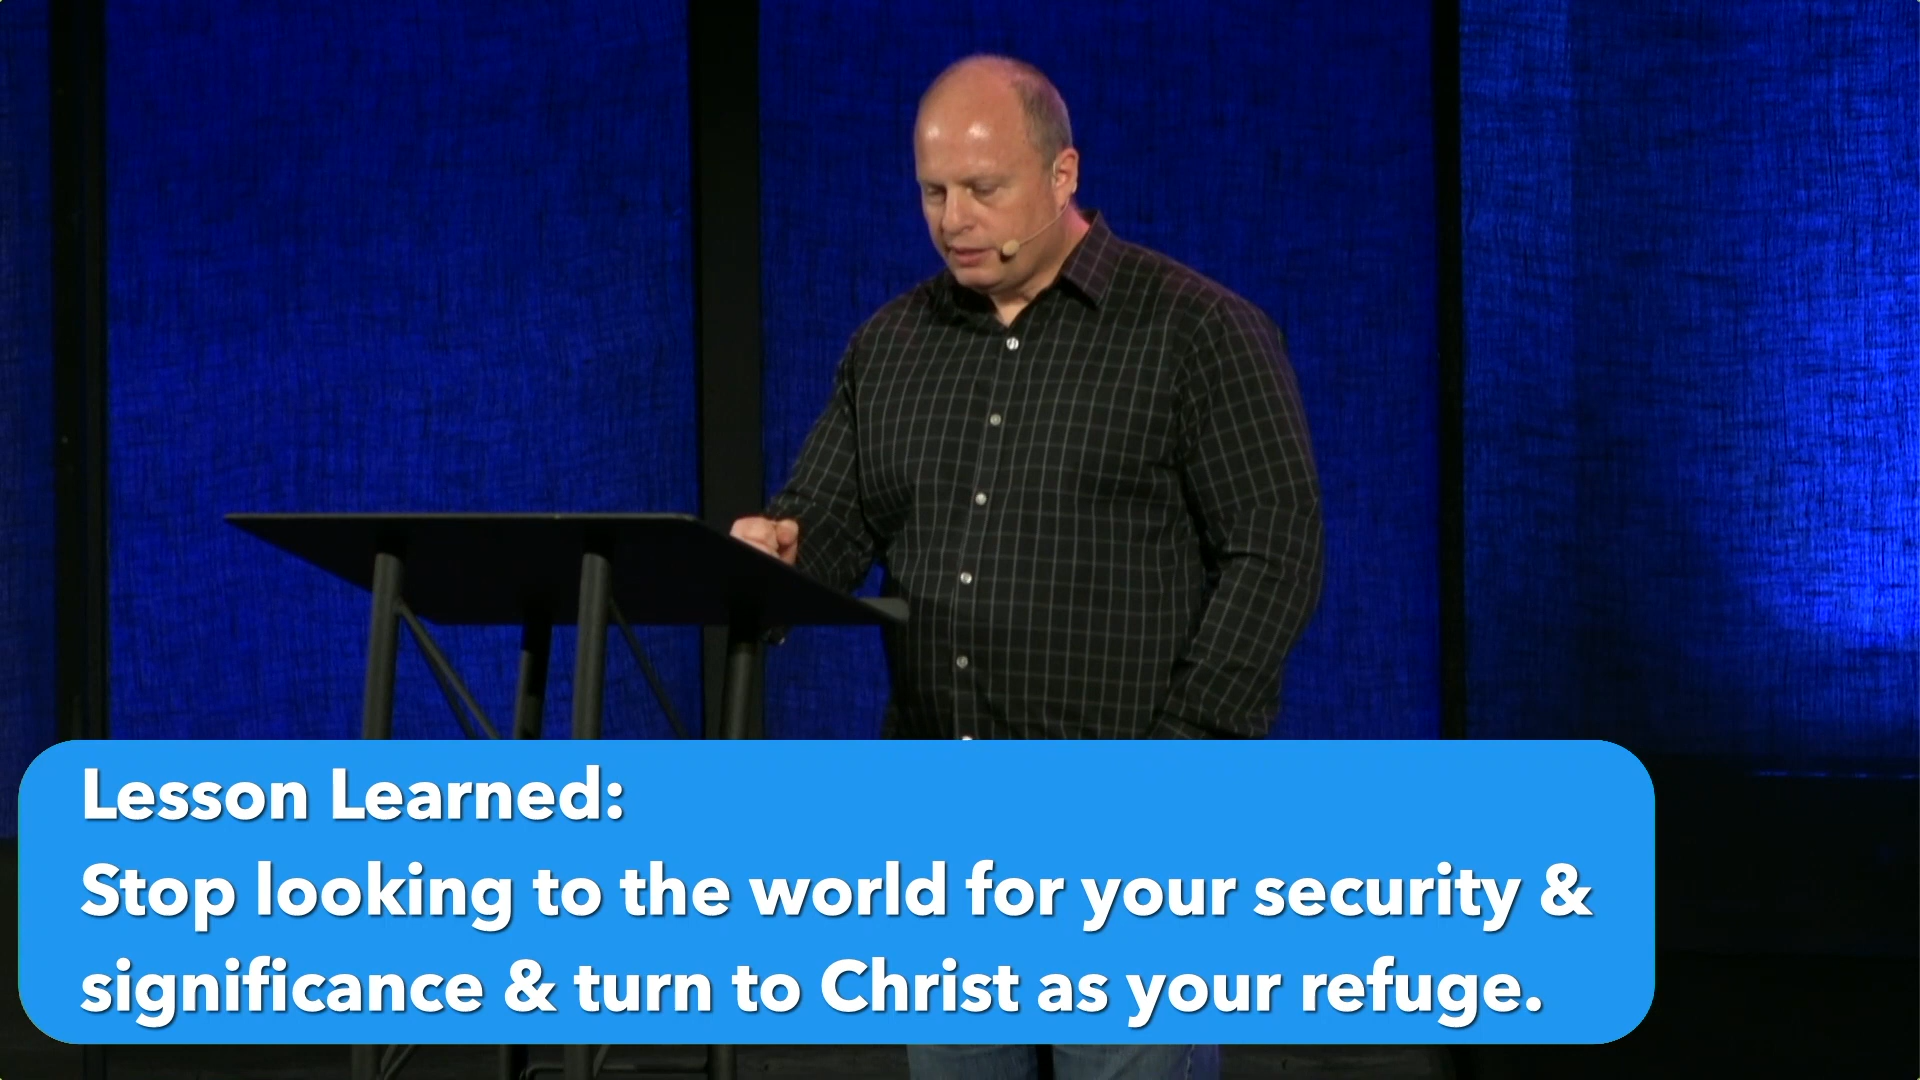 Lesson Learned:
Stop looking to the world for your security &
significance & turn to Christ as your refuge.